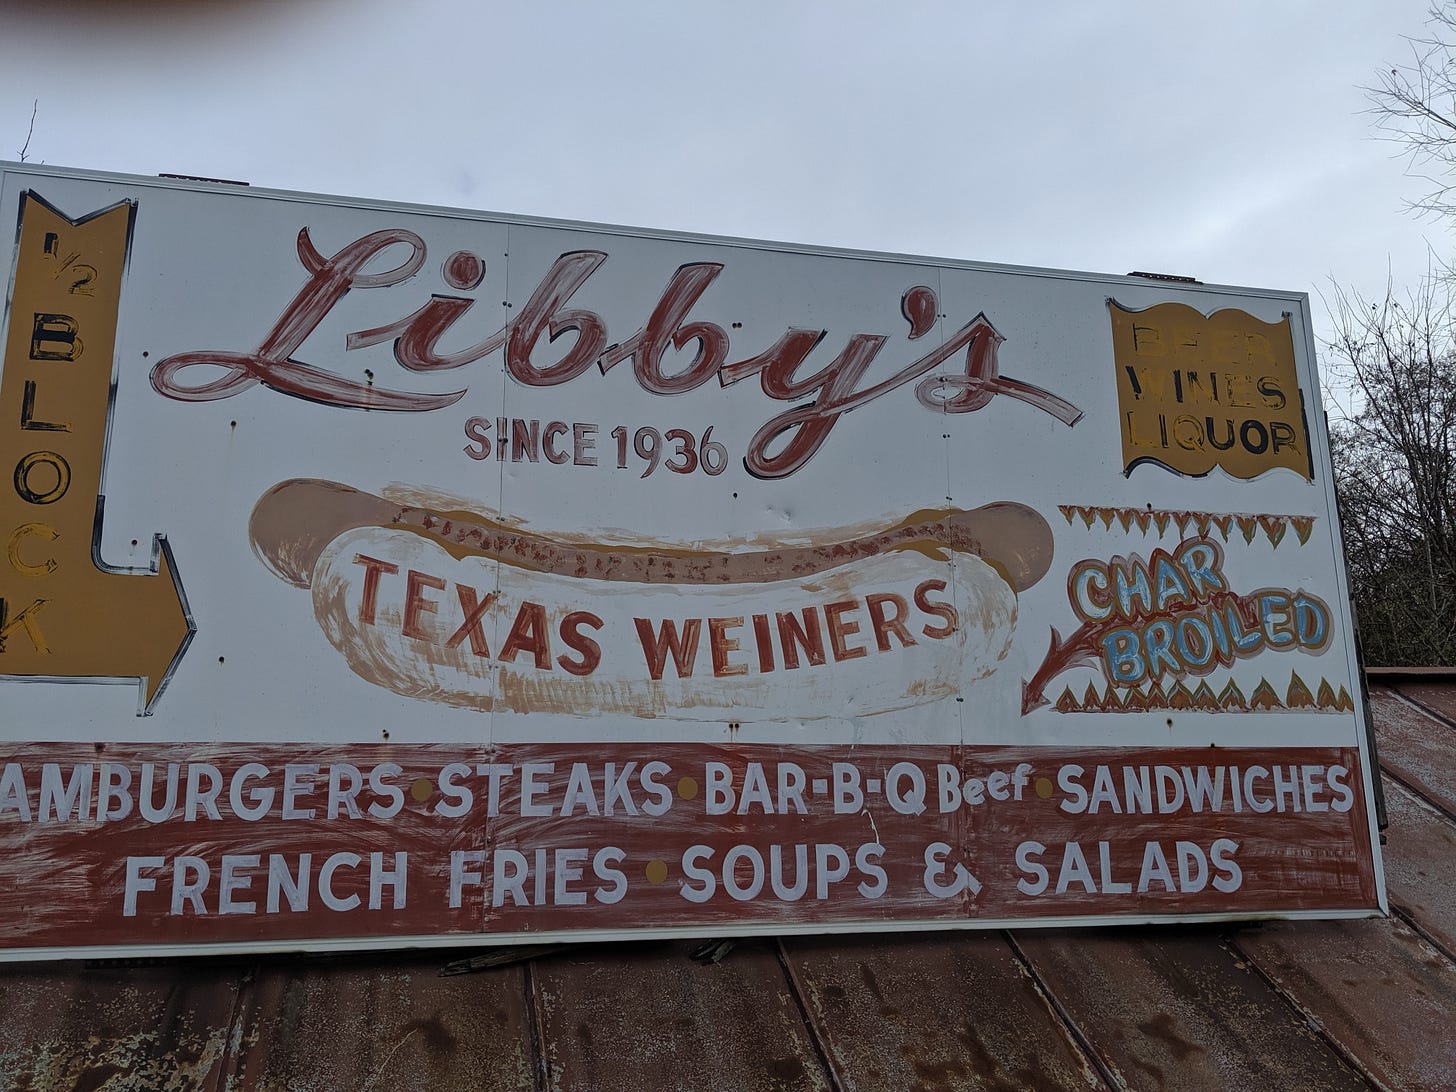 1/2
BLOCK
Libby's
SINCE 1936
BEER
WINES
LIQUOR
TEXAS WEINERS
CHAR
BROILED
AMBURGERS • STEAKS • BAR-B-Q Beef • SANDWICHES
FRENCH FRIES • SOUPS & SALADS